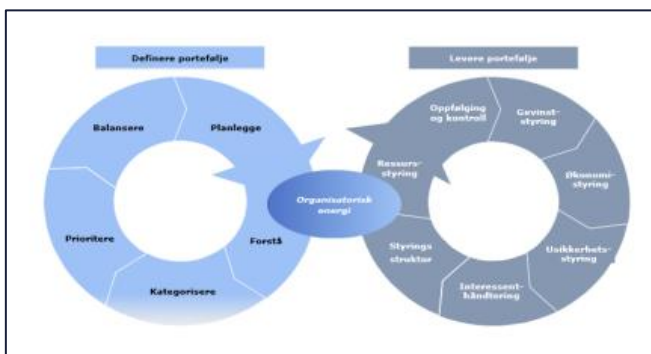 Definere portefølje
Levere portefølje
Balansere
Planlegge
Forstå
Kategorisere
Prioritere
Organisatorisk
energi
Oppfølging
og kontroll
Gevinst-
styring
Økonomi-
styring
Usikkerhets-
styring
Interessent-
håndtering
Styrings
struktur
Ressurs-
styring